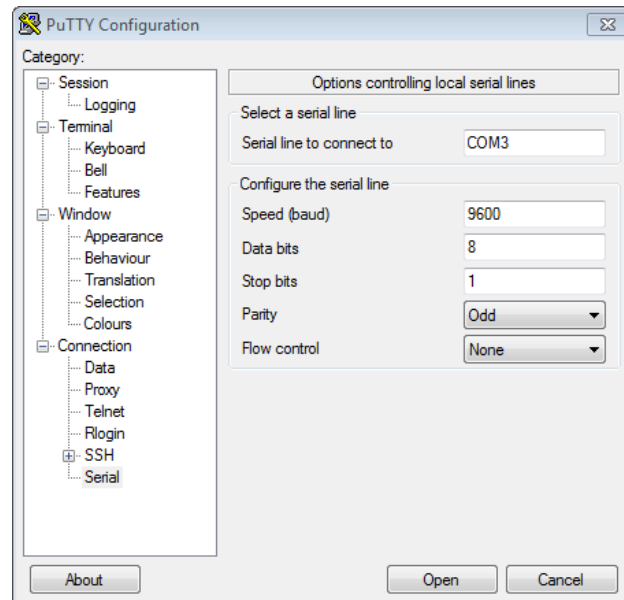 PuTTY Configuration
Category:
Session
Logging
Terminal
Keyboard
Bell
Features
Window
Appearance
Behaviour
Translation
Selection
Colours
Connection
Data
Proxy
Telnet
Rlogin
SSH
Serial
Options controlling local serial lines
Select a serial line
Serial line to connect to COM3
Configure the serial line
Speed (baud) 9600
Data bits 8
Stop bits 1
Parity Odd
Flow control None
About Open Cancel